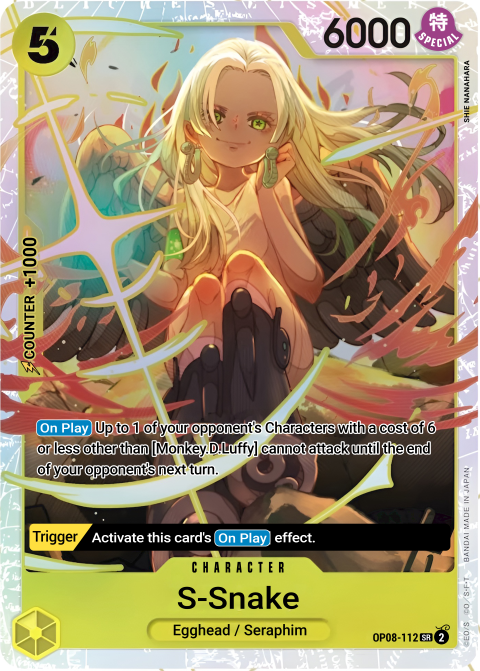 5
6000
特
SPECIAL
SHIE NANAHARA
COUNTER +1000
On Play Up to 1 of your opponent's Characters with a cost of 6
or less other than [Monkey.D.Luffy] cannot attack until the end
of your opponent's next turn.
Trigger Activate this card's On Play effect.
CHARACTER
S-Snake
Egghead / Seraphim
OP08-112 SR 2
BANDAI MADE IN JAPAN
©E.O/S. ©O./S·F·T